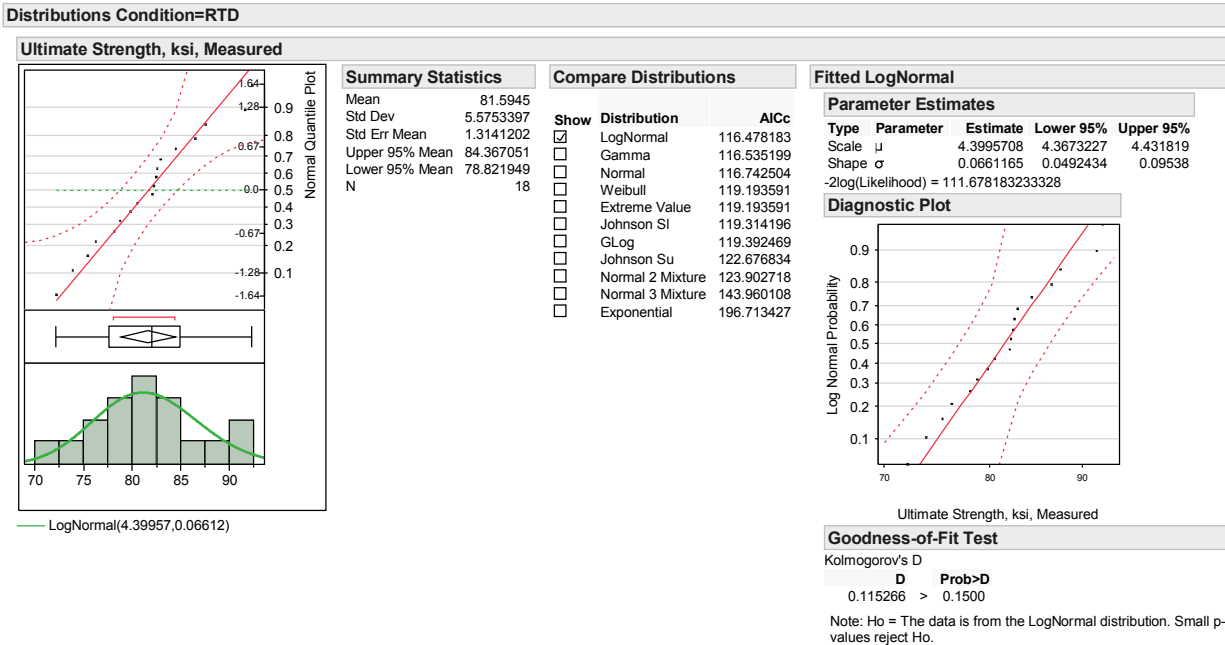 Distributions Condition=RTD
Ultimate Strength, ksi, Measured
1.64
1.28
0.67
0.0
-0.67
-1.28
-1.64
0.9
0.8
0.7
0.6
0.5
0.4
0.3
0.2
0.1
Normal Quantile Plot
70 75 80 85 90
LogNormal(4.39957,0.06612)
Summary Statistics
Mean 81.5945
Std Dev 5.5753397
Std Err Mean 1.3141202
Upper 95% Mean 84.367051
Lower 95% Mean 78.821949
N 18
Compare Distributions
Show Distribution AICc
LogNormal 116.478183
Gamma 116.535199
Normal 116.742504
Weibull 119.193591
Extreme Value 119.193591
Johnson Sl 119.314196
GLog 119.392469
Johnson Su 122.676834
Normal 2 Mixture 123.902718
Normal 3 Mixture 143.960108
Exponential 196.713427
Fitted LogNormal
Parameter Estimates
Type Parameter Estimate Lower 95% Upper 95%
Scale μ 4.3995708 4.3673227 4.431819
Shape σ 0.0661165 0.0492434 0.09538
-2log(Likelihood) = 111.678183233328
Diagnostic Plot
Log Normal Probability
0.9
0.8
0.7
0.6
0.5
0.4
0.3
0.2
0.1
70 80 90
Ultimate Strength, ksi, Measured
Goodness-of-Fit Test
Kolmogorov's D
D Prob>D
0.115266 > 0.1500
Note: Ho = The data is from the LogNormal distribution. Small p-
values reject Ho.